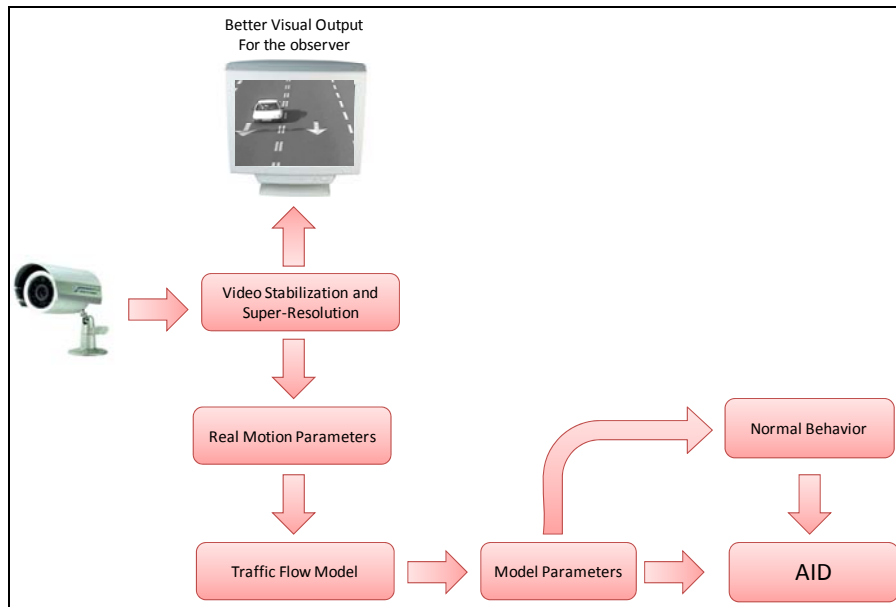 Better Visual Output
For the observer
Video Stabilization and
Super-Resolution
Real Motion Parameters
Normal Behavior
Traffic Flow Model
Model Parameters
AID